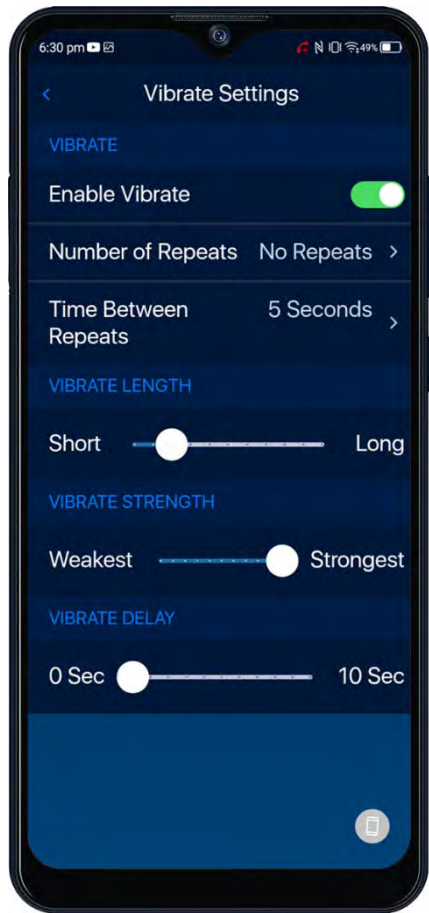 6:30 pm 49%
Vibrate Settings
VIBRATE
Enable Vibrate
Number of Repeats No Repeats >
Time Between 5 Seconds >
Repeats
VIBRATE LENGTH
Short Long
VIBRATE STRENGTH
Weakest Strongest
VIBRATE DELAY
0 Sec 10 Sec